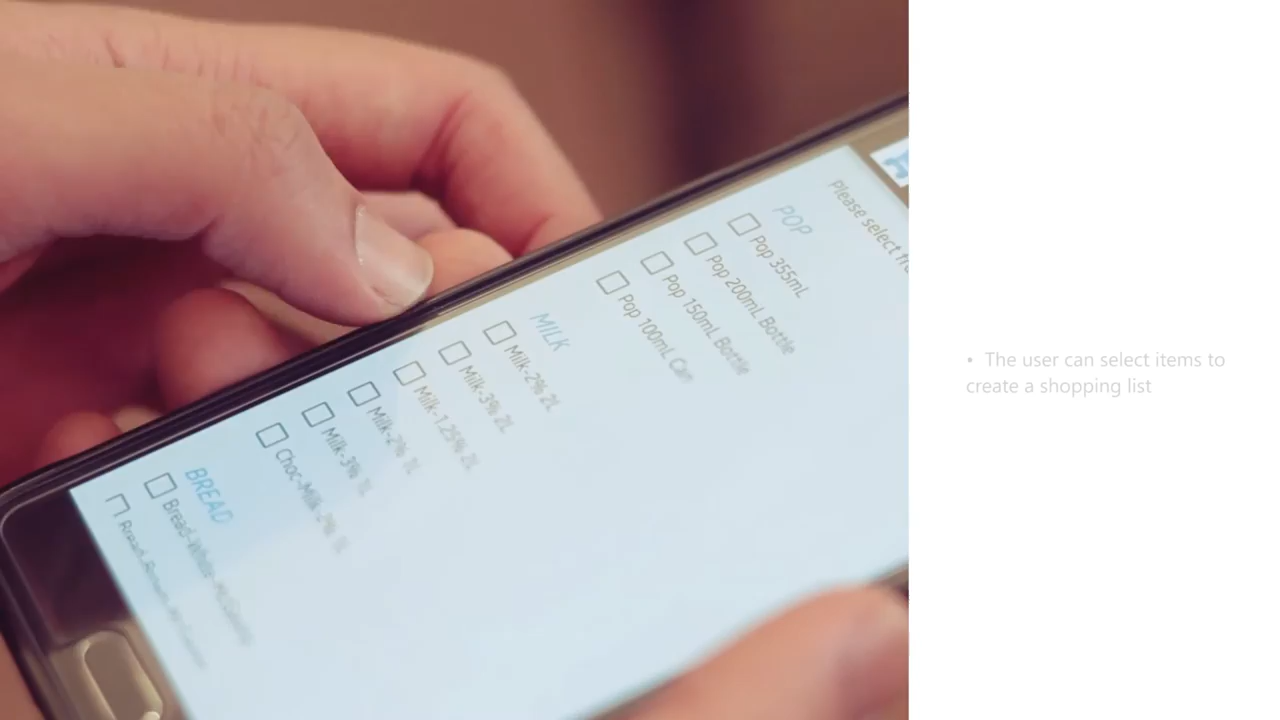 Please select
POP
Pop 355mL
Pop 200mL Bottle
Pop 150mL Bottle
Pop 100mL Can
MILK
Milk-2% 2L
Milk-3% 2L
Milk-1.25% 2L
Milk-2% 1L
Milk-3% 1L
Choc-Milk-2% 1L
BREAD
Bread-White
• The user can select items to
create a shopping list